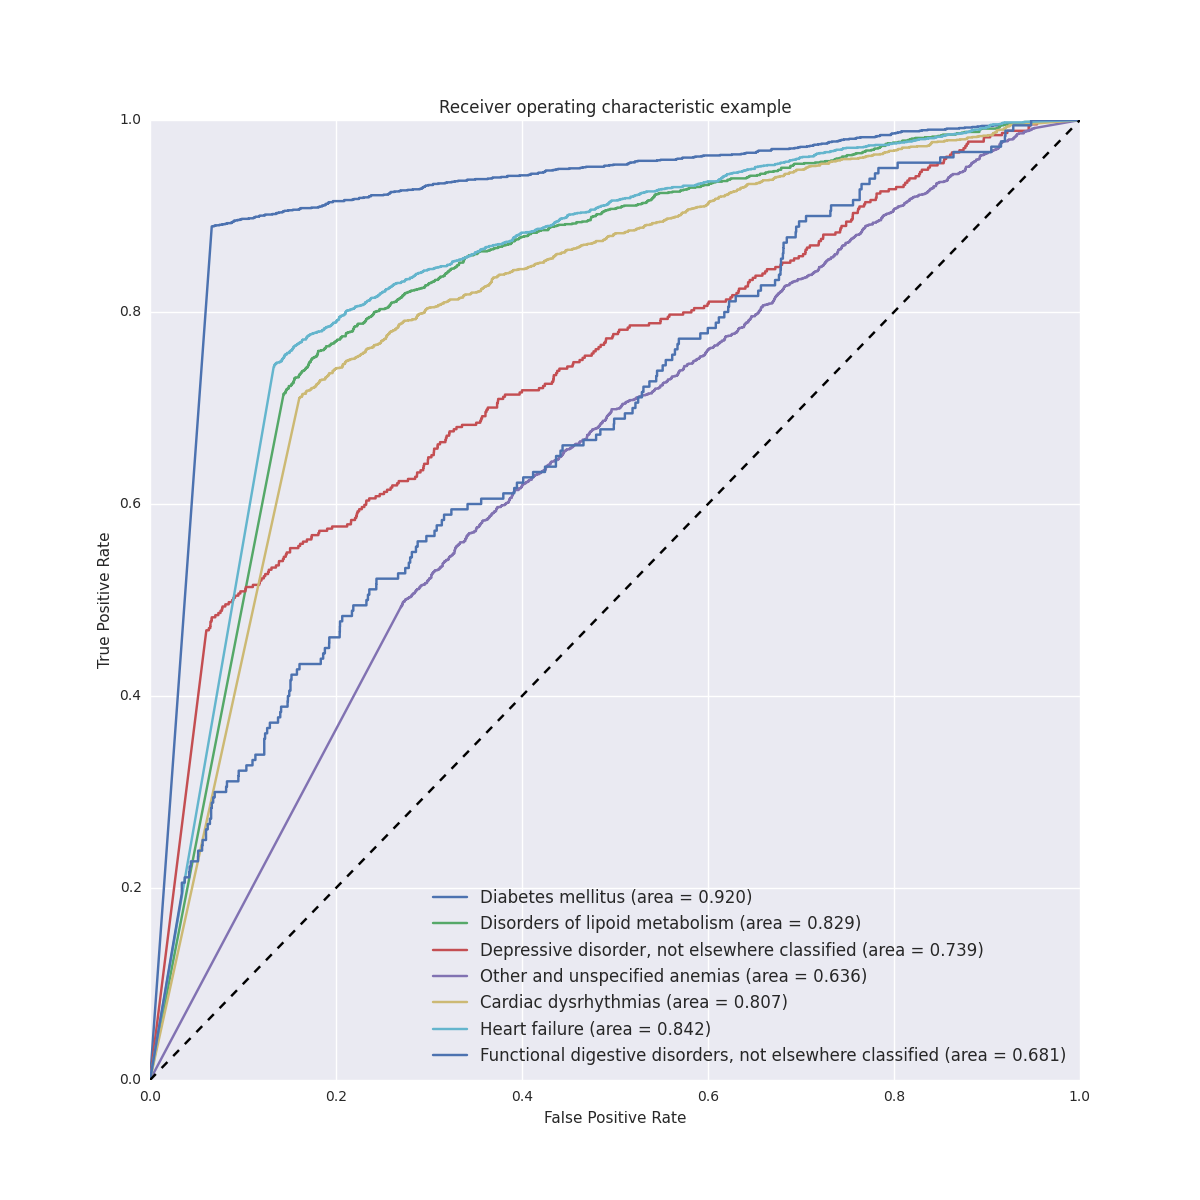 Receiver operating characteristic example
1.0
0.8
0.6
0.4
0.2
0.0
True Positive Rate
Diabetes mellitus (area = 0.920)
Disorders of lipoid metabolism (area = 0.829)
Depressive disorder, not elsewhere classified (area = 0.739)
Other and unspecified anemias (area = 0.636)
Cardiac dysrhythmias (area = 0.807)
Heart failure (area = 0.842)
Functional digestive disorders, not elsewhere classified (area = 0.681)
0.0 0.2 0.4 0.6 0.8 1.0
False Positive Rate